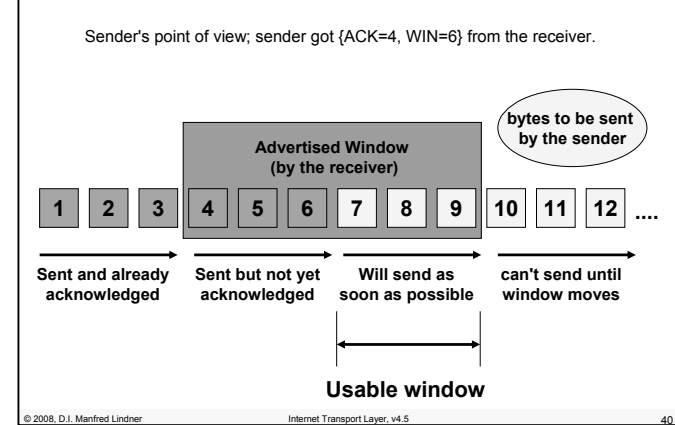 Sender's point of view; sender got {ACK=4, WIN=6} from the receiver.
bytes to be sent
by the sender
Advertised Window
(by the receiver)
1 2 3 4 5 6 7 8 9 10 11 12 ....
Sent and already
acknowledged
Sent but not yet
acknowledged
Will send as
soon as possible
can't send until
window moves
Usable window
© 2008, D.I. Manfred Lindner
Internet Transport Layer, v4.5
40